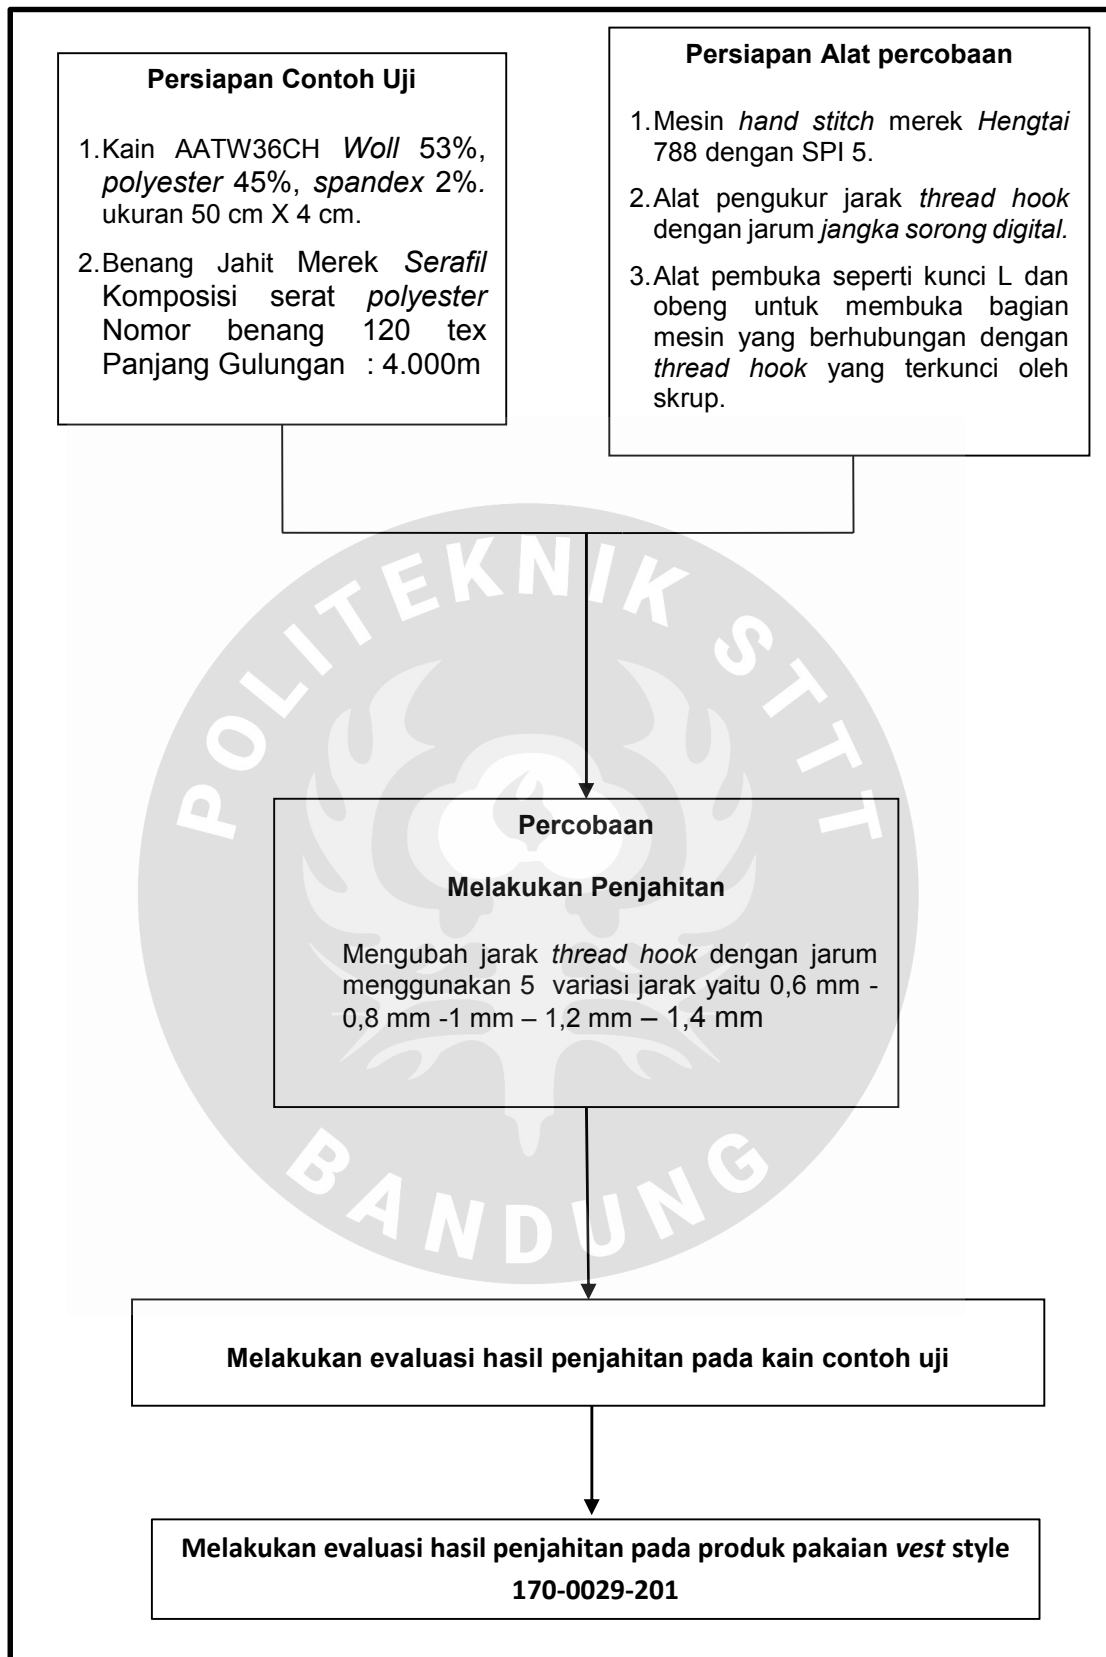 Persiapan Contoh Uji
1.Kain AATW36CH Woll 53%,
polyester 45%, spandex 2%.
ukuran 50 cm X 4 cm.
2.Benang Jahit Merek Serafil
Komposisi serat polyester
Nomor benang 120 tex
Panjang Gulungan : 4.000m
Persiapan Alat percobaan
1.Mesin hand stitch merek Hengtai
788 dengan SPI 5.
2.Alat pengukur jarak thread hook
dengan jarum jangka sorong digital.
3.Alat pembuka seperti kunci L dan
obeng untuk membuka bagian
mesin yang berhubungan dengan
thread hook yang terkunci oleh
skrup.
POLITEKNIK STTT
Percobaan
Melakukan Penjahitan
Mengubah jarak thread hook dengan jarum
menggunakan 5 variasi jarak yaitu 0,6 mm -
0,8 mm -1 mm – 1,2 mm – 1,4 mm
BANDUNG
Melakukan evaluasi hasil penjahitan pada kain contoh uji
Melakukan evaluasi hasil penjahitan pada produk pakaian vest style
170-0029-201